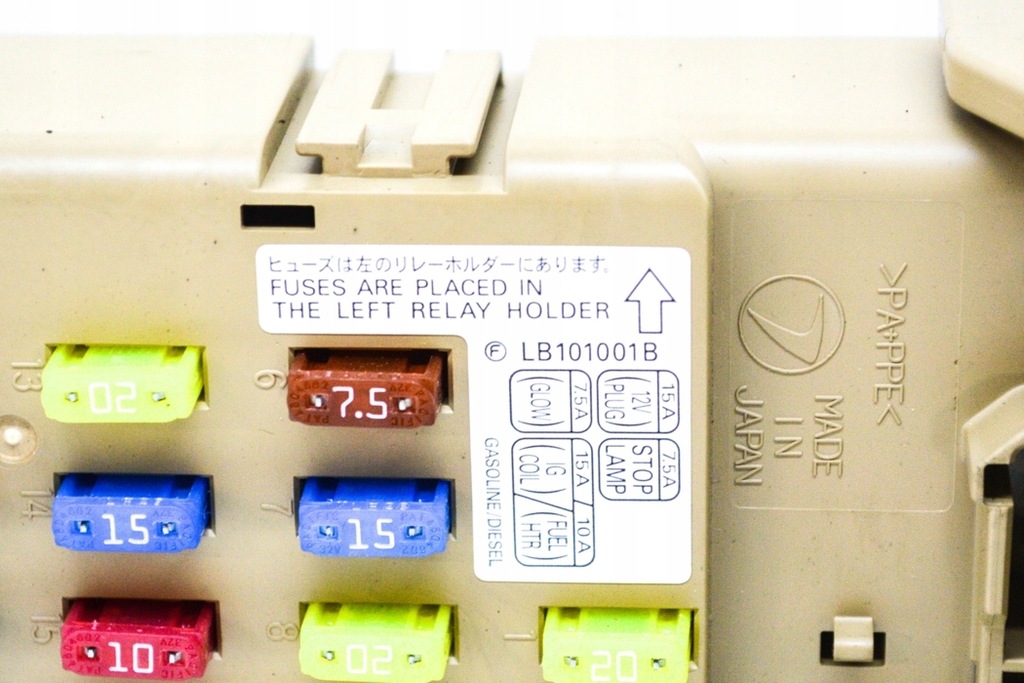 ヒューズは左のリレーホルダーにあります。
FUSES ARE PLACED IN
THE LEFT RELAY HOLDER
Ⓕ LB101001B
7.5A
(GLOW)
15A
(12V PLUG)
15A / 10A
(IG COIL) / (FUEL HTR)
7.5A
STOP LAMP
GASOLINE/DIESEL
>PA+PPE<
MADE
IN
JAPAN
13
20
6
7.5
14
15
7
15
15
10
8
20
1
20